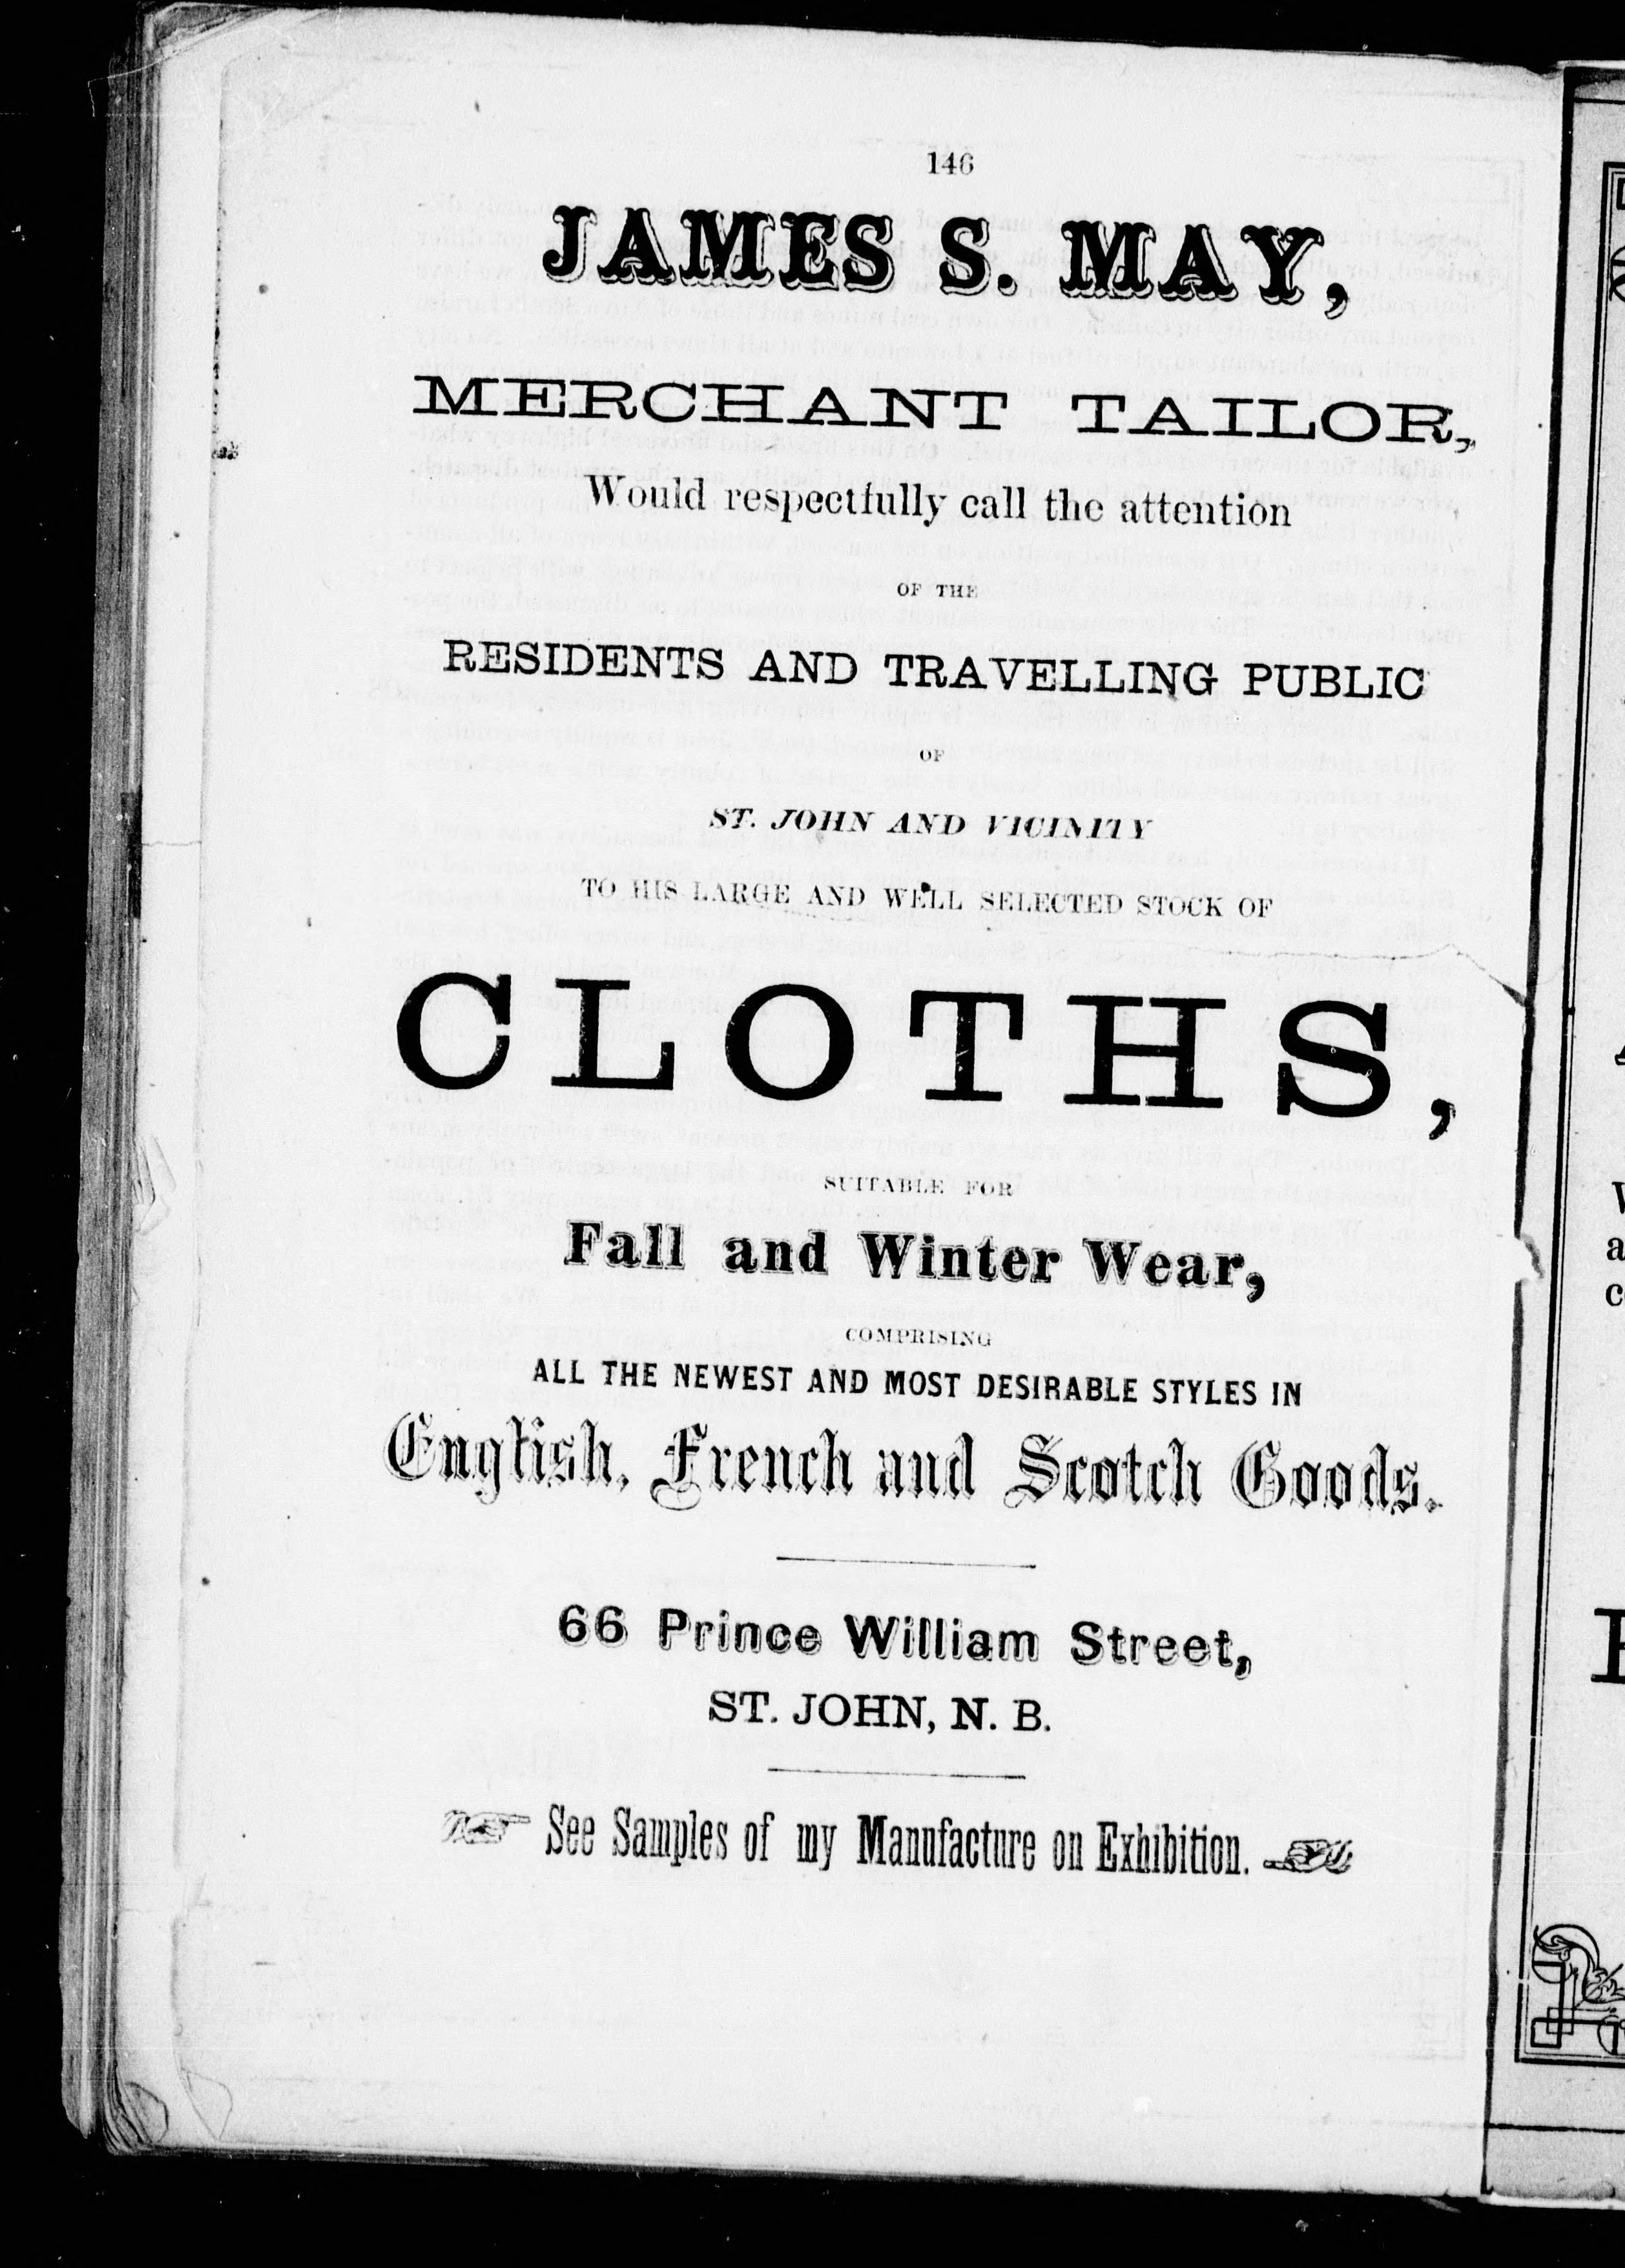 146
JAMES S. MAY,
MERCHANT TAILOR,
Would respectfully call the attention
OF THE
RESIDENTS AND TRAVELLING PUBLIC
OF
ST. JOHN AND VICINITY
TO HIS LARGE AND WELL SELECTED STOCK OF
CLOTHS,
SUITABLE FOR
Fall and Winter Wear,
COMPRISING
ALL THE NEWEST AND MOST DESIRABLE STYLES IN
English, French and Scotch Goods.
66 Prince William Street,
ST. JOHN, N. B.
☞ See Samples of my Manufacture on Exhibition. ☜